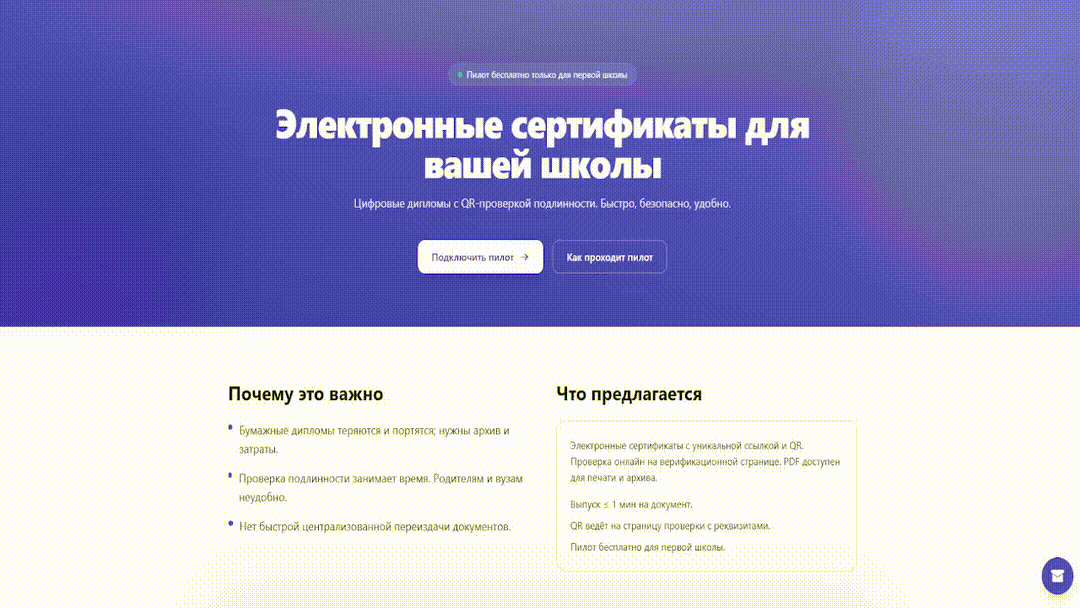 Пилот бесплатно только для первой школы
Электронные сертификаты для
вашей школы
Цифровые дипломы с QR-проверкой подлинности. Быстро, безопасно, удобно.
Подключить пилот →
Как проходит пилот
Почему это важно
Бумажные дипломы теряются и портятся; нужны архив и
затраты.
Проверка подлинности занимает время. Родителям и вузам
неудобно.
Нет быстрой централизованной переиздачи документов.
Что предлагается
Электронные сертификаты с уникальной ссылкой и QR.
Проверка онлайн на верификационной странице. PDF доступен
для печати и архива.
Выпуск ≤ 1 мин на документ.
QR ведёт на страницу проверки с реквизитами.
Пилот бесплатно для первой школы.